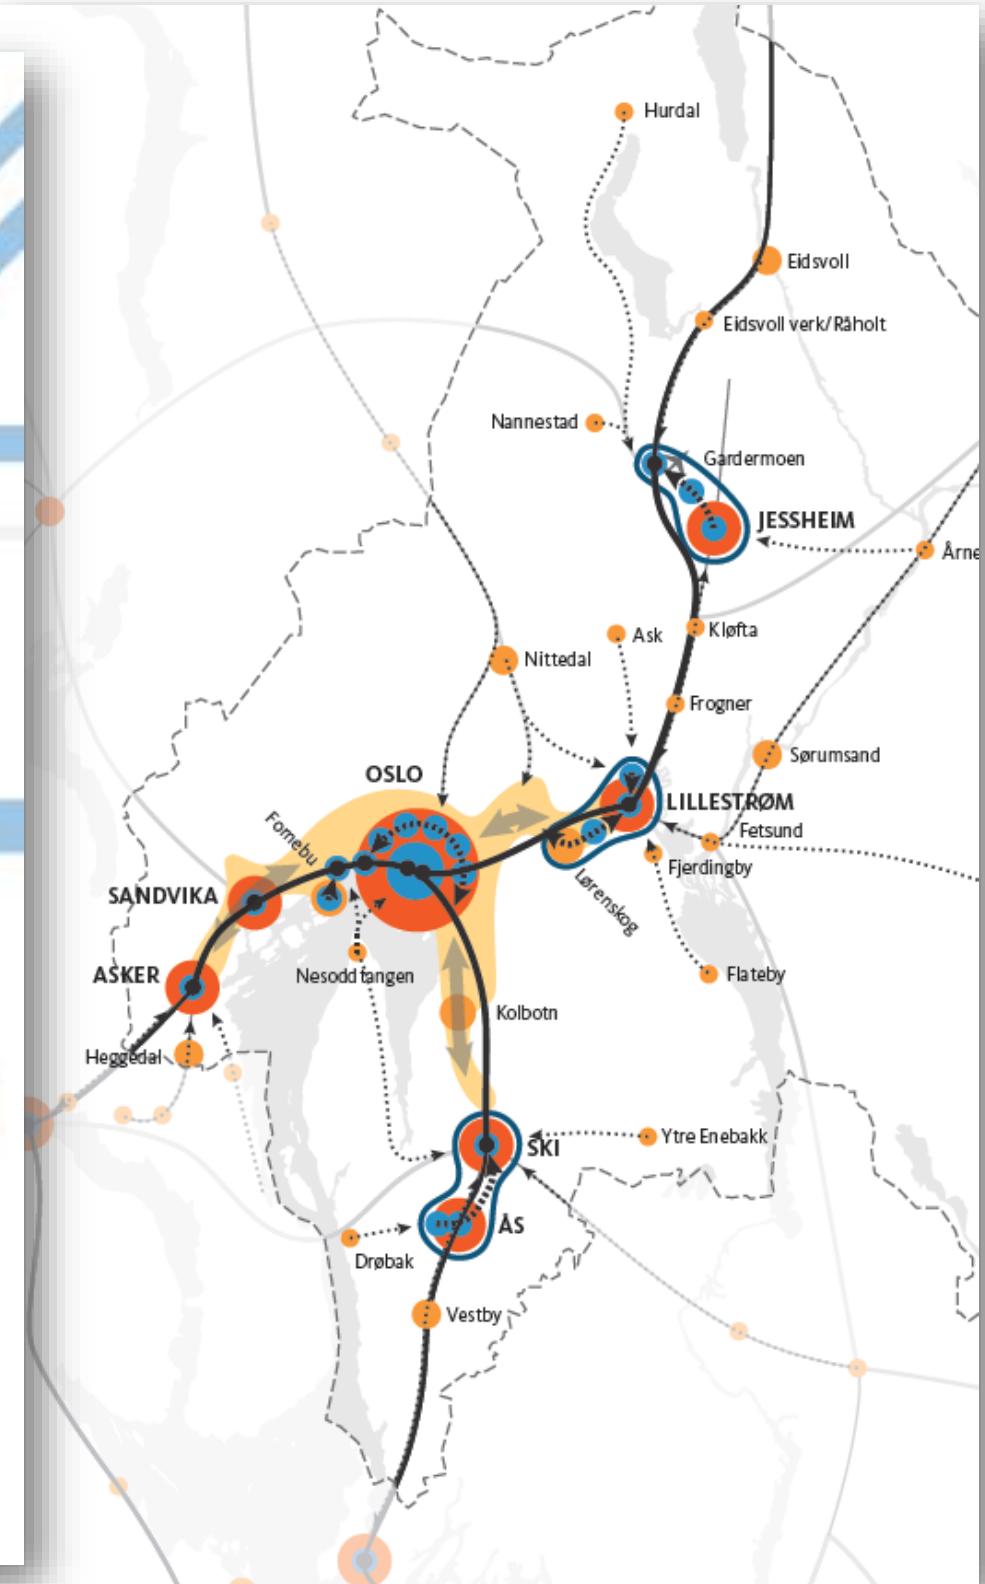 Hurdal
Eidsvoll
Eidsvoll verk/Råholt
Nannestad
Gardermoen
JESSHEIM
Årne
Ask
Kløfta
Nittedal
Frogner
Sørumsand
OSLO
LILLESTRØM
Fornebu
Fetsund
Fjerdingby
SANDVIKA
Lørenskog
ASKER
Nesoddtangen
Flateby
Kolbotn
Heggedal
Ytre Enebakk
SKI
ÅS
Drøbak
Vestby